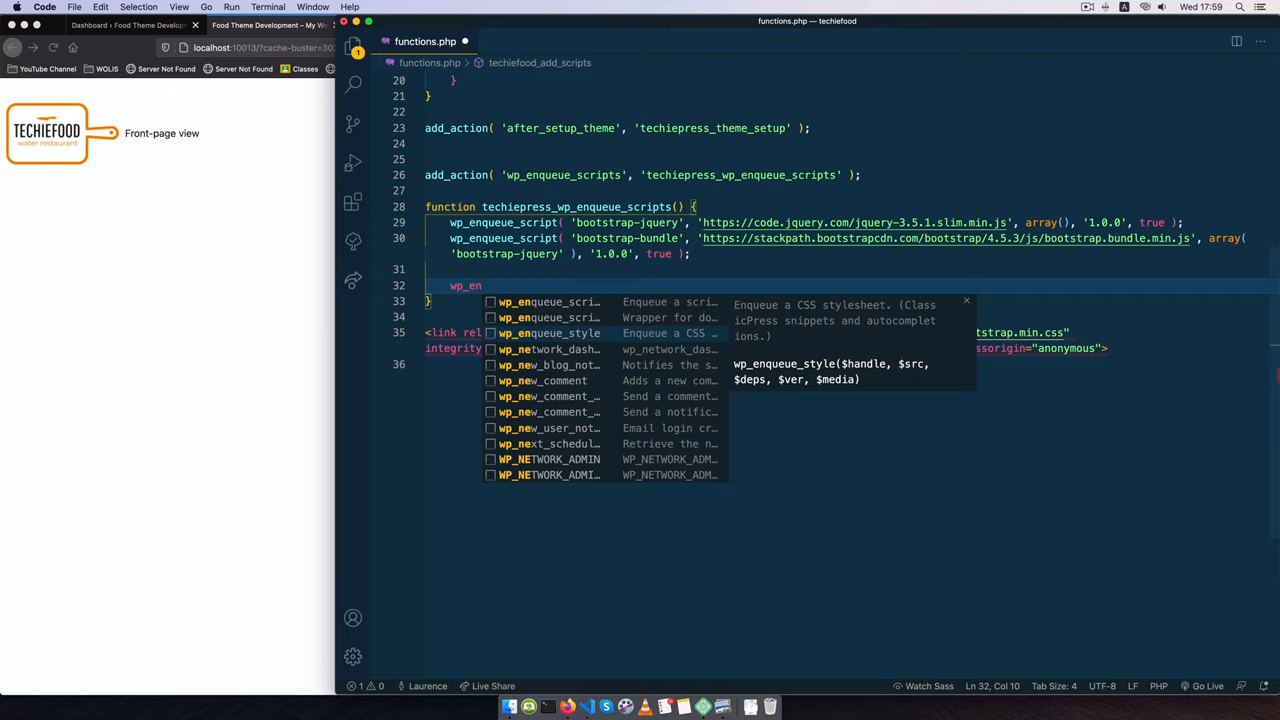 Code File Edit Selection View Go Run Terminal Window Help
A Wed 17:59
Dashboard ‹ Food Theme Develop
Food Theme Development – My Wo
functions.php — techiefood
functions.php
localhost:10013/?cache-buster=30
functions.php > techiefood_add_scripts
YouTube Channel WOLIS Server Not Found Server Not Found Classes
TECHIEFOOD
water restaurant
Front-page view
1
20 }
21 }
22
23 add_action( 'after_setup_theme', 'techiepress_theme_setup' );
24
25
26 add_action( 'wp_enqueue_scripts', 'techiepress_wp_enqueue_scripts' );
27
28 function techiepress_wp_enqueue_scripts() {
29 wp_enqueue_script( 'bootstrap-jquery', 'https://code.jquery.com/jquery-3.5.1.slim.min.js', array(), '1.0.0', true );
30 wp_enqueue_script( 'bootstrap-bundle', 'https://stackpath.bootstrapcdn.com/bootstrap/4.5.3/js/bootstrap.bundle.min.js', array(
'bootstrap-jquery' ), '1.0.0', true );
31
32 wp_en
33 }
34
35 <link rel tstrap.min.css"
integrity ssorigin="anonymous">
36
wp_enqueue_scri… Enqueue a scri…
wp_enqueue_scri… Wrapper for do…
wp_enqueue_style Enqueue a CSS …
wp_network_dash… wp_network_das…
wp_new_blog_not… Notifies the s…
wp_new_comment Adds a new com…
wp_new_comment_… Send a comment…
wp_new_comment_… Send a notific…
wp_new_user_not… Email login cr…
wp_next_schedul… Retrieve the n…
WP_NETWORK_ADMIN WP_NETWORK_ADM…
WP_NETWORK_ADMI… WP_NETWORK_ADM…
Enqueue a CSS stylesheet. (Class
icPress snippets and autocomplet
ions.)
wp_enqueue_style($handle, $src,
$deps, $ver, $media)
1 0 Laurence Live Share
Watch Sass Ln 32, Col 10 Tab Size: 4 UTF-8 LF PHP Go Live